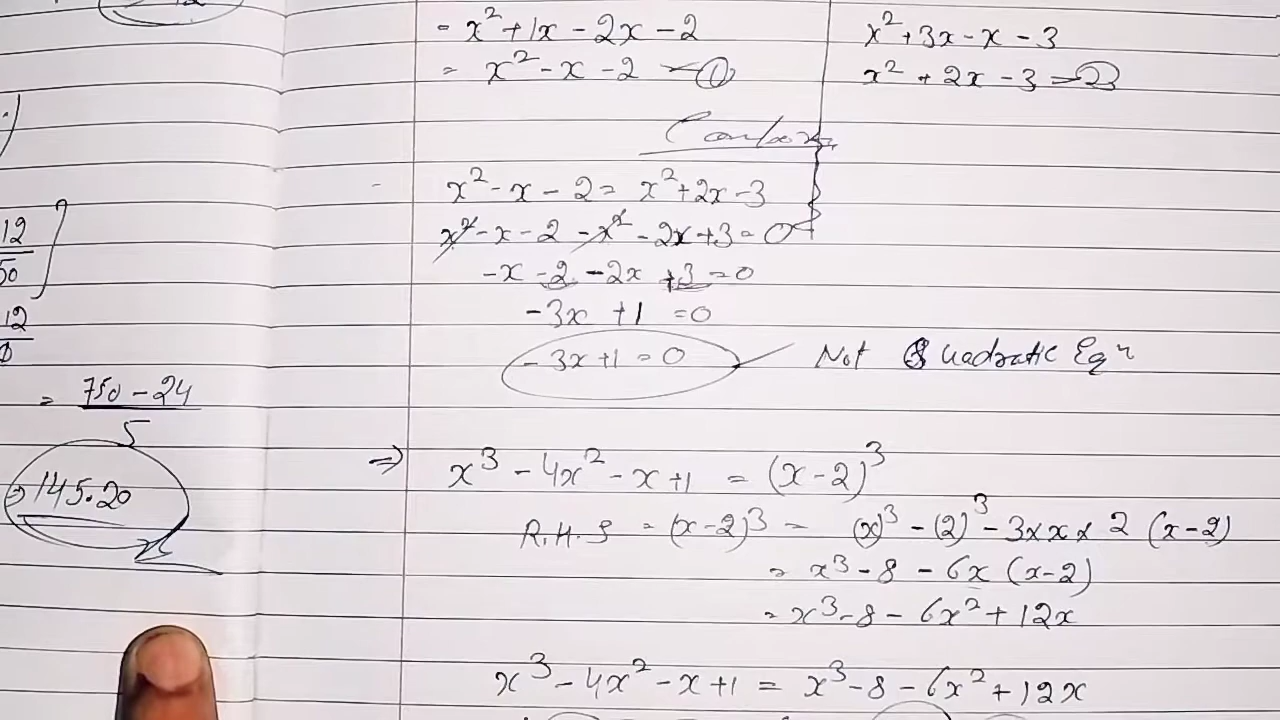 = x² + 1x - 2x - 2
= x² - x - 2 - ①
x² + 3x - x - 3
x² + 2x - 3 - ②
x² - x - 2 = x² + 2x - 3
x² - x - 2 - x² - 2x + 3 = 0
-x - 2 - 2x + 3 = 0
-3x + 1 = 0
-3x + 1 = 0 Not Quadratic Eqn
⇒ x³ - 4x² - x + 1 = (x - 2)³
R.H.S = (x - 2)³ = (x)³ - (2)³ - 3 × x × 2 (x - 2)
= x³ - 8 - 6x (x - 2)
= x³ - 8 - 6x² + 12x
x³ - 4x² - x + 1 = x³ - 8 - 6x² + 12x
12
50
12
= 750 - 24
5
145.20